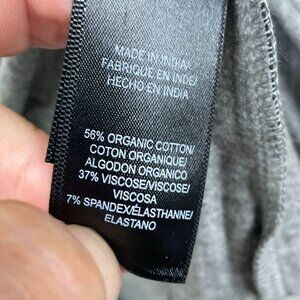 MADE IN INDIA/
FABRIQUÉ EN INDE/
HECHO EN INDIA
56% ORGANIC COTTON/
COTON ORGANIQUE/
ALGODON ORGANICO
37% VISCOSE/VISCOSE/
VISCOSA
7% SPANDEX/ÉLASTHANNE/
ELASTANO